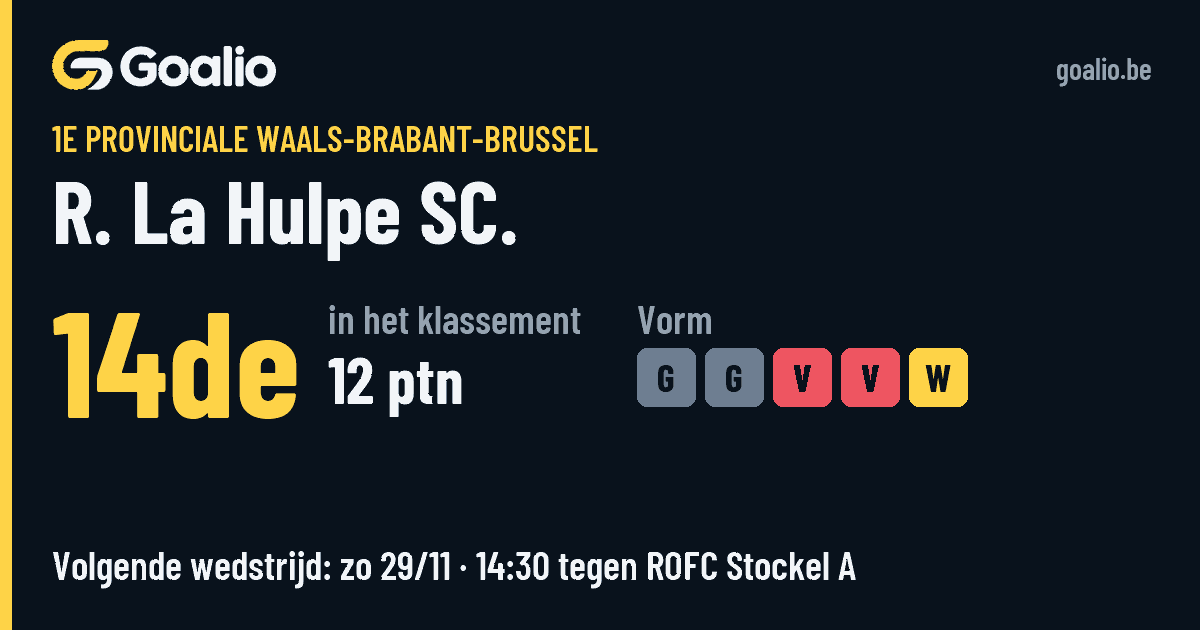 Goalio
goalio.be
1E PROVINCIALE WAALS-BRABANT-BRUSSEL
R. La Hulpe SC.
14de
in het klassement
12 ptn
Vorm
G G V V W
Volgende wedstrijd: zo 29/11 · 14:30 tegen ROFC Stockel A